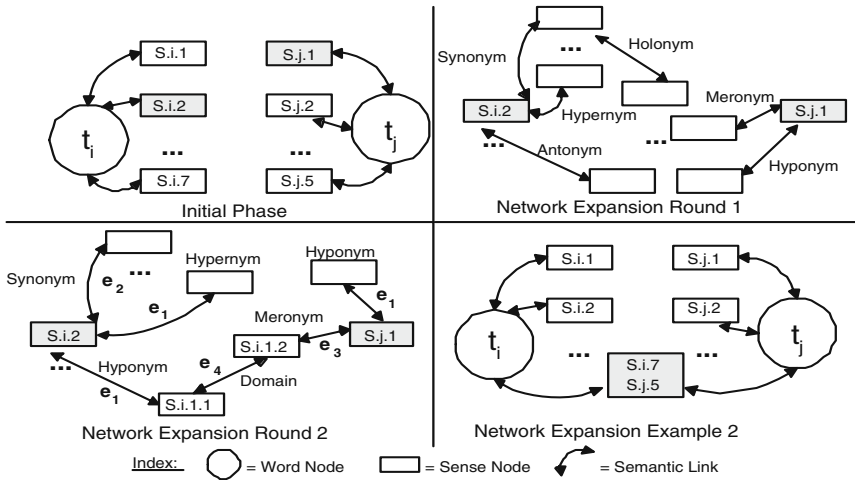 S.i.1
S.j.1
S.i.2
S.j.2
t_i
t_j
...
...
S.i.7
S.j.5
Initial Phase
Synonym
...
Holonym
S.i.2
Hypernym
Meronym
S.j.1
...
...
Antonym
Hyponym
Network Expansion Round 1
Synonym
...
Hypernym
Hyponym
e_2
e_1
e_1
Meronym
S.i.2
S.i.1.2
e_3
S.j.1
...
Hyponym
e_4
Domain
e_1
S.i.1.1
Network Expansion Round 2
S.i.1
S.j.1
S.i.2
S.j.2
t_i
t_j
...
...
S.i.7
S.j.5
Network Expansion Example 2
Index:
= Word Node
= Sense Node
= Semantic Link